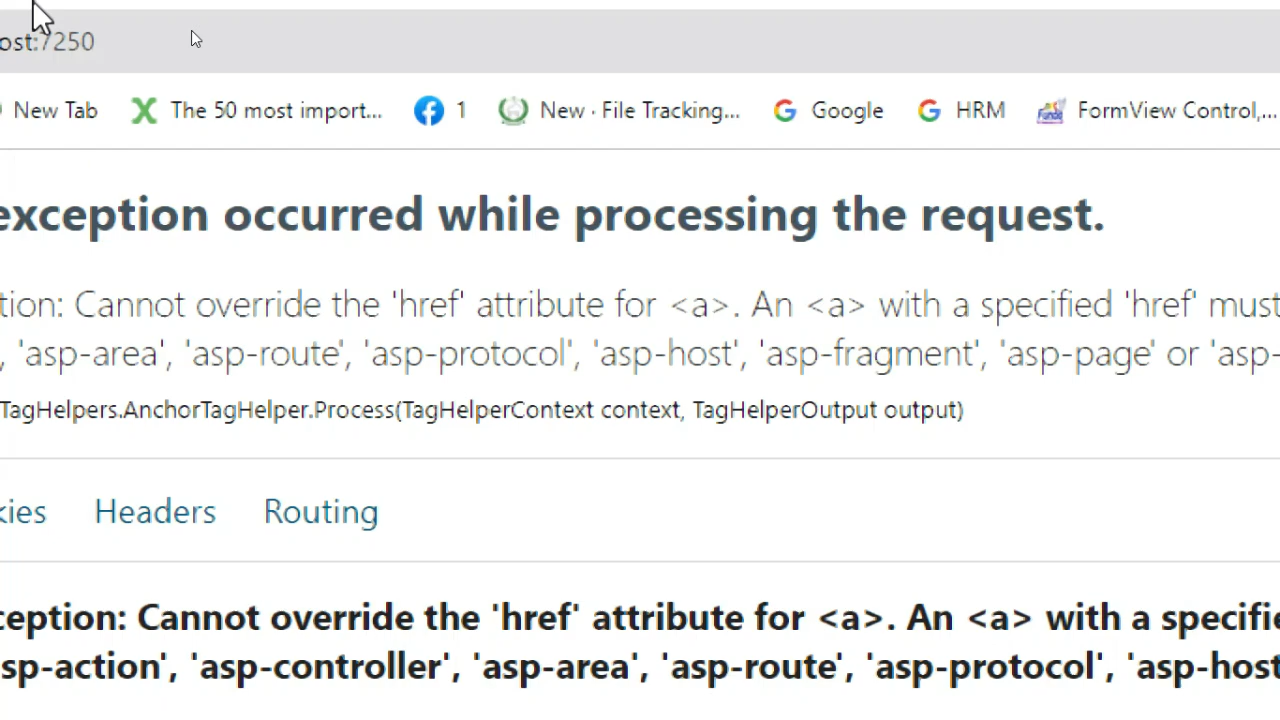 ost:7250
New Tab The 50 most import... 1 New · File Tracking... Google HRM FormView Control,...
exception occurred while processing the request.
tion: Cannot override the 'href' attribute for <a>. An <a> with a specified 'href' must
, 'asp-area', 'asp-route', 'asp-protocol', 'asp-host', 'asp-fragment', 'asp-page' or 'asp-
TagHelpers.AnchorTagHelper.Process(TagHelperContext context, TagHelperOutput output)
kies Headers Routing
ception: Cannot override the 'href' attribute for <a>. An <a> with a specifie
sp-action', 'asp-controller', 'asp-area', 'asp-route', 'asp-protocol', 'asp-host